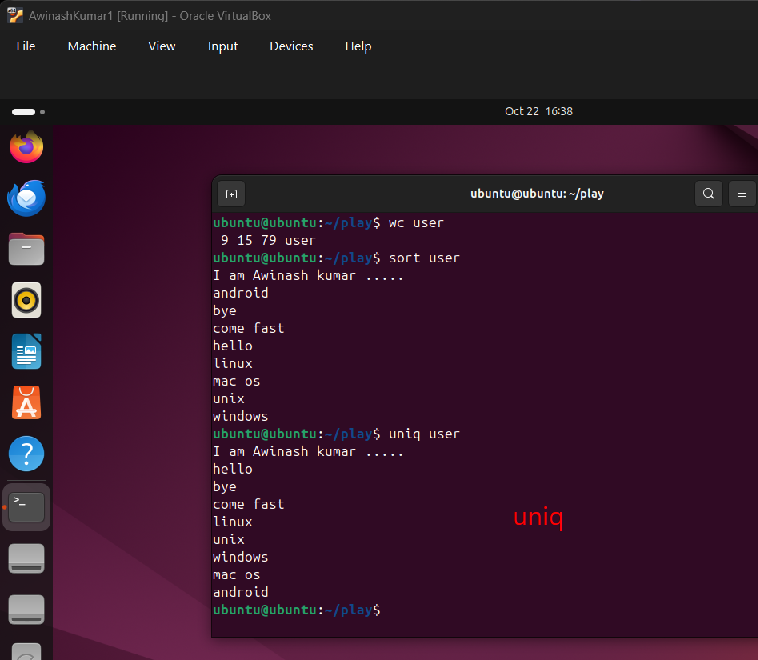 AwinashKumar1 [Running] - Oracle VirtualBox
File Machine View Input Devices Help
Oct 22 16:38
ubuntu@ubuntu: ~/play
ubuntu@ubuntu:~/play$ wc user
 9 15 79 user
ubuntu@ubuntu:~/play$ sort user
I am Awinash kumar .....
android
bye
come fast
hello
linux
mac os
unix
windows
ubuntu@ubuntu:~/play$ uniq user
I am Awinash kumar .....
hello
bye
come fast
linux
unix
windows
mac os
android
ubuntu@ubuntu:~/play$
uniq